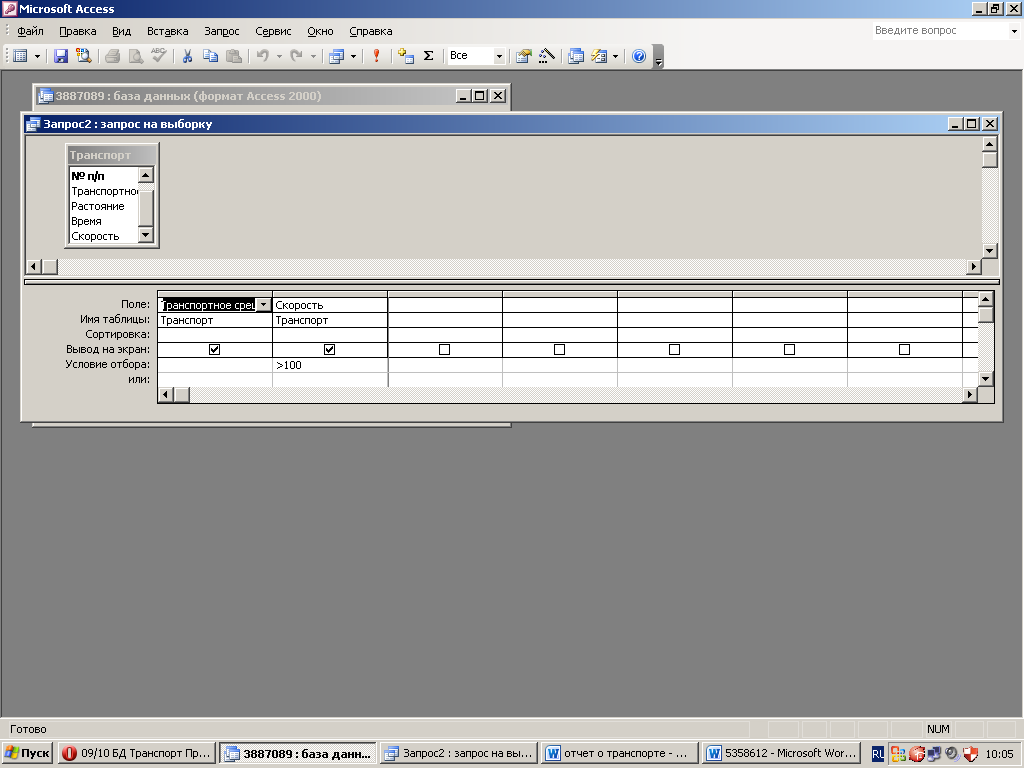 Microsoft Access
Файл Правка Вид Вставка Запрос Сервис Окно Справка Введите вопрос
Все
3887089 : база данных (формат Access 2000)
Запрос2 : запрос на выборку
Транспорт
№ п/п
Транспортно
Растояние
Время
Скорость
Поле: Транспортное сред Скорость
Имя таблицы: Транспорт Транспорт
Сортировка:
Вывод на экран:
Условие отбора: >100
или:
Готово NUM
Пуск 09/10 БД Транспорт Пр... 3887089 : база данн... Запрос2 : запрос на вы... отчет о транспорте - ... 5358612 - Microsoft Wor... RL 10:05